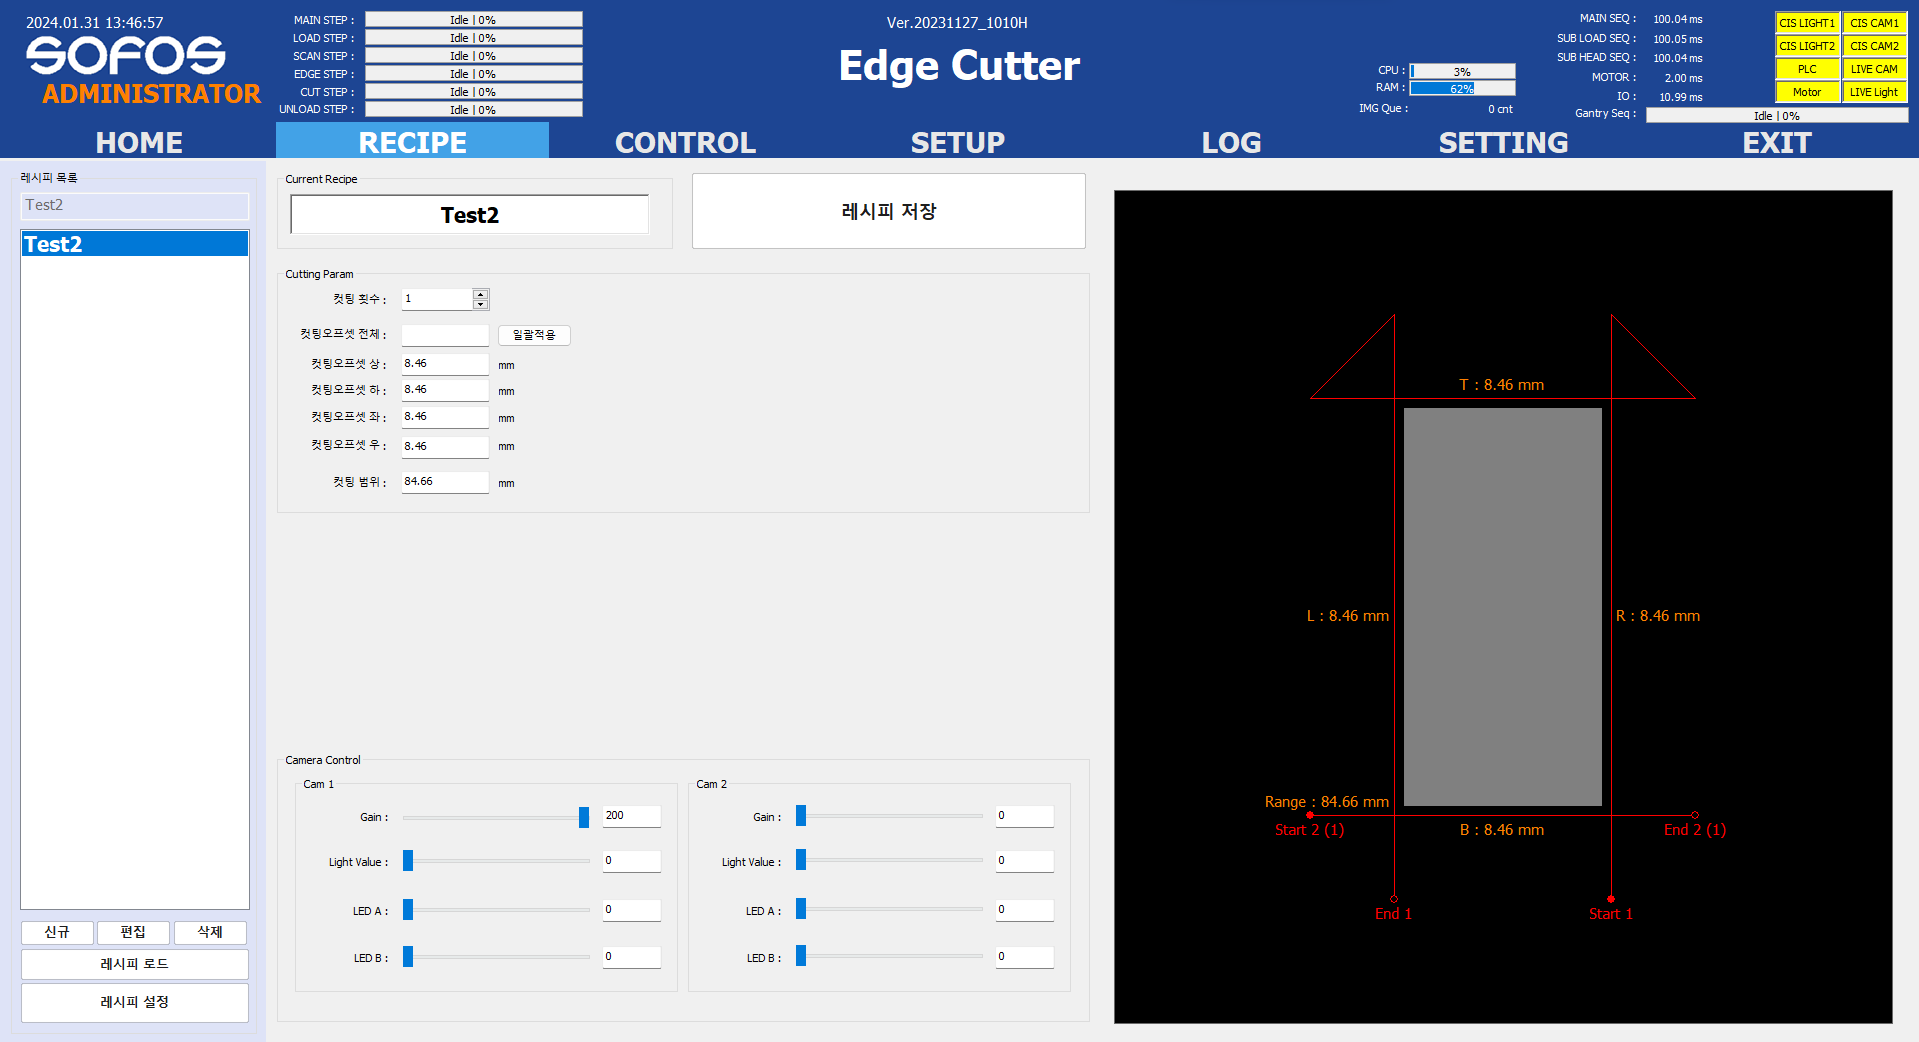 2024.01.31 13:46:57
SOFOS
ADMINISTRATOR
MAIN STEP : Idle | 0%
LOAD STEP : Idle | 0%
SCAN STEP : Idle | 0%
EDGE STEP : Idle | 0%
CUT STEP : Idle | 0%
UNLOAD STEP : Idle | 0%
Ver.20231127_1010H
Edge Cutter
CPU : 3%
RAM : 62%
IMG Que : 0 cnt
MAIN SEQ : 100.04 ms
SUB LOAD SEQ : 100.05 ms
SUB HEAD SEQ : 100.04 ms
MOTOR : 2.00 ms
IO : 10.99 ms
Gantry Seq : Idle | 0%
CIS LIGHT1 CIS CAM1
CIS LIGHT2 CIS CAM2
PLC LIVE CAM
Motor LIVE Light
HOME RECIPE CONTROL SETUP LOG SETTING EXIT
레시피 목록
Test2
Test2
신규 편집 삭제
레시피 로드
레시피 설정
Current Recipe
Test2
레시피 저장
Cutting Param
컷팅 횟수 : 1
컷팅오프셋 전체 : 일괄적용
컷팅오프셋 상 : 8.46 mm
컷팅오프셋 하 : 8.46 mm
컷팅오프셋 좌 : 8.46 mm
컷팅오프셋 우 : 8.46 mm
컷팅 범위 : 84.66 mm
Camera Control
Cam 1
Gain : 200
Light Value : 0
LED A : 0
LED B : 0
Cam 2
Gain : 0
Light Value : 0
LED A : 0
LED B : 0
T : 8.46 mm
L : 8.46 mm
R : 8.46 mm
Range : 84.66 mm
Start 2 (1)
B : 8.46 mm
End 2 (1)
End 1
Start 1